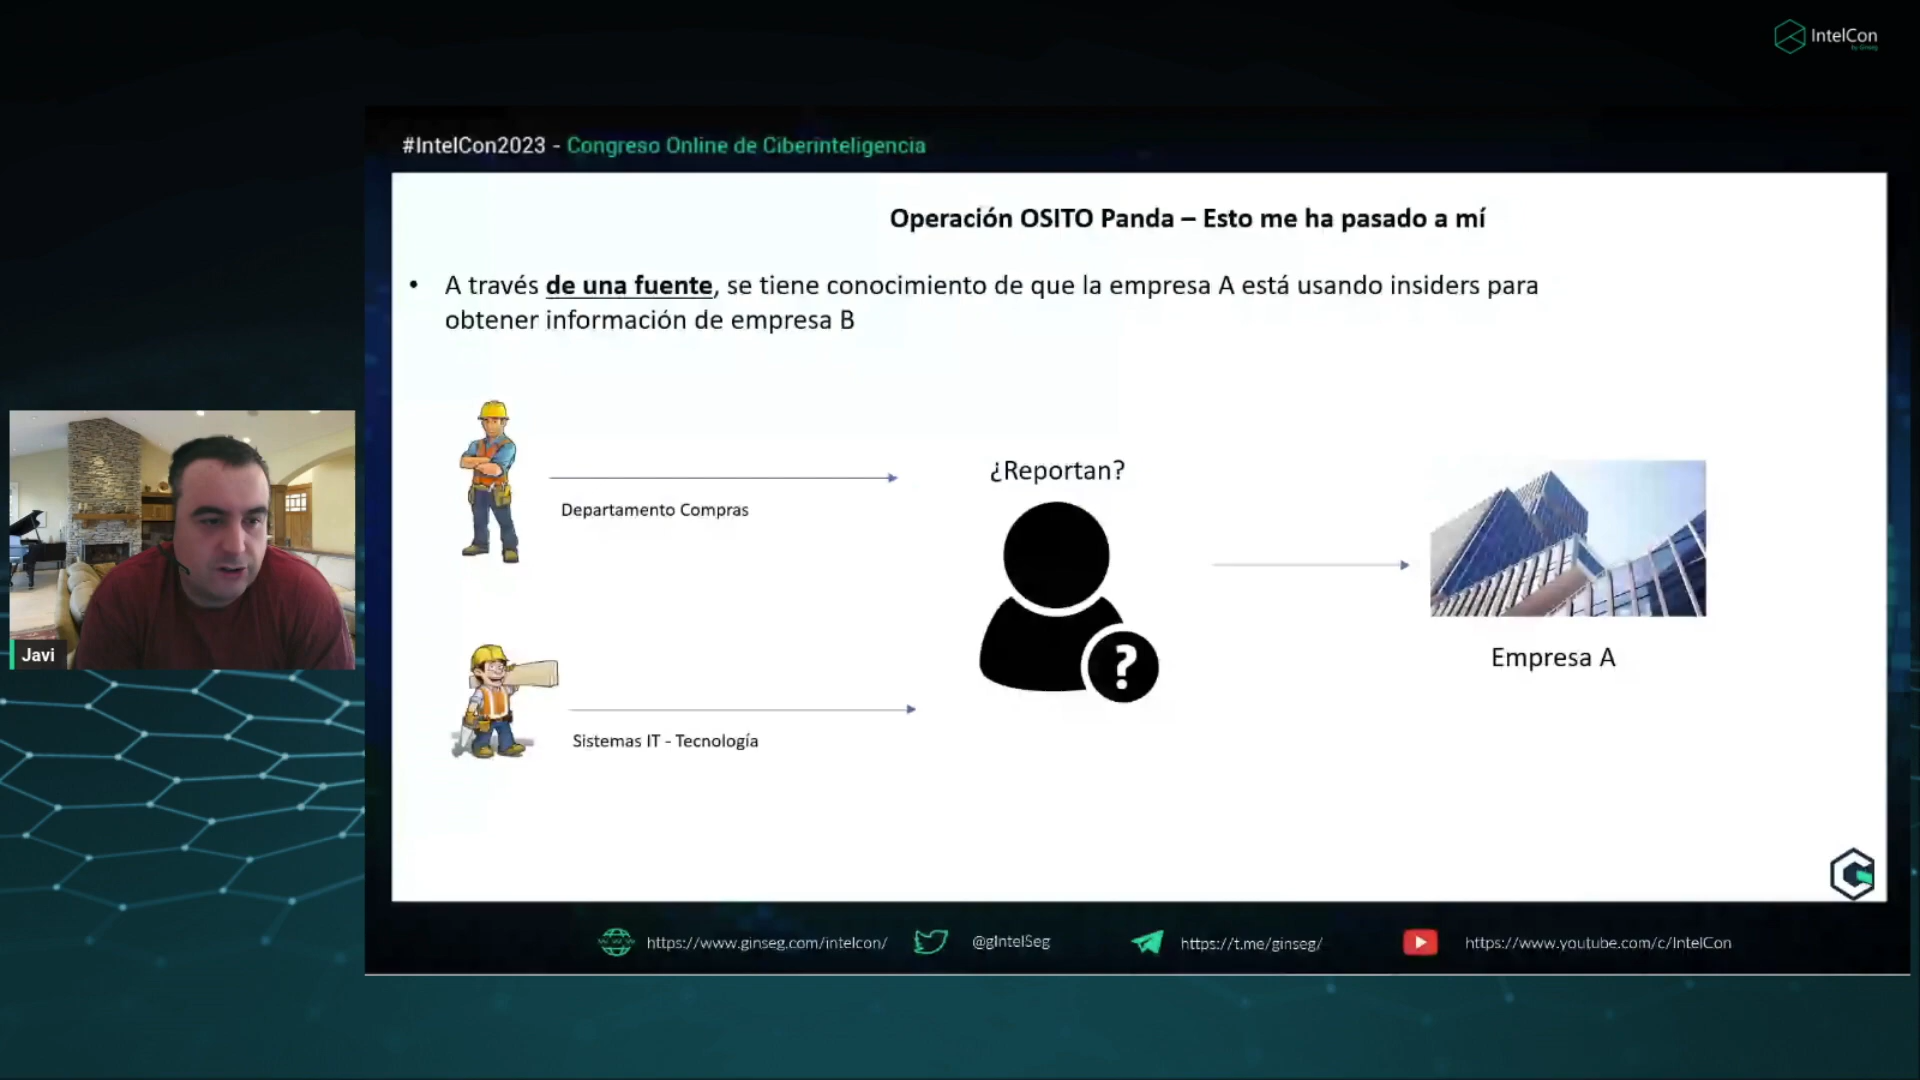 IntelCon
by Ginseg
#IntelCon2023 - Congreso Online de Ciberinteligencia
Operación OSITO Panda – Esto me ha pasado a mí
• A través de una fuente, se tiene conocimiento de que la empresa A está usando insiders para
obtener información de empresa B
¿Reportan?
Departamento Compras
?
Javi
Empresa A
Sistemas IT - Tecnología
https://www.ginseg.com/intelcon/
@gIntelSeg
https://t.me/ginseg/
https://www.youtube.com/c/IntelCon